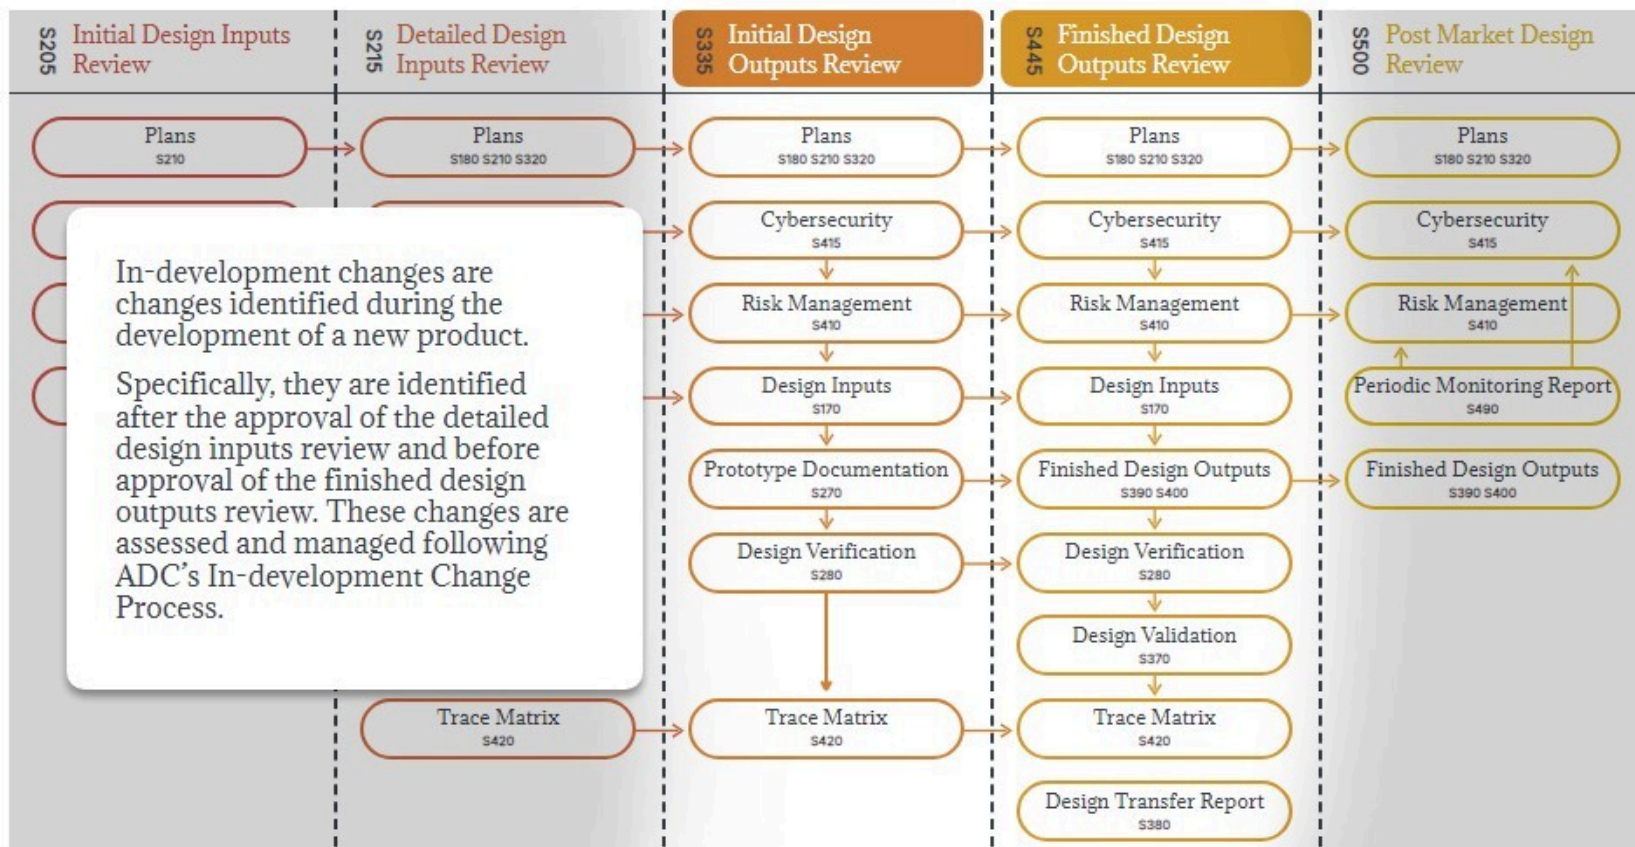 S205
Initial Design Inputs
Review
S215
Detailed Design
Inputs Review
S335
Initial Design
Outputs Review
S445
Finished Design
Outputs Review
S500
Post Market Design
Review
Plans
S210
Plans
S180 S210 S320
Plans
S180 S210 S320
Plans
S180 S210 S320
Plans
S180 S210 S320
In-development changes are
changes identified during the
development of a new product.
Specifically, they are identified
after the approval of the detailed
design inputs review and before
approval of the finished design
outputs review. These changes are
assessed and managed following
ADC's In-development Change
Process.
Trace Matrix
S420
Cybersecurity
S415
Risk Management
S410
Design Inputs
S170
Prototype Documentation
S270
Design Verification
S280
Trace Matrix
S420
Cybersecurity
S415
Risk Management
S410
Design Inputs
S170
Finished Design Outputs
S390 S400
Design Verification
S280
Design Validation
S370
Trace Matrix
S420
Design Transfer Report
S380
Cybersecurity
S415
Risk Management
S410
Periodic Monitoring Report
S490
Finished Design Outputs
S390 S400